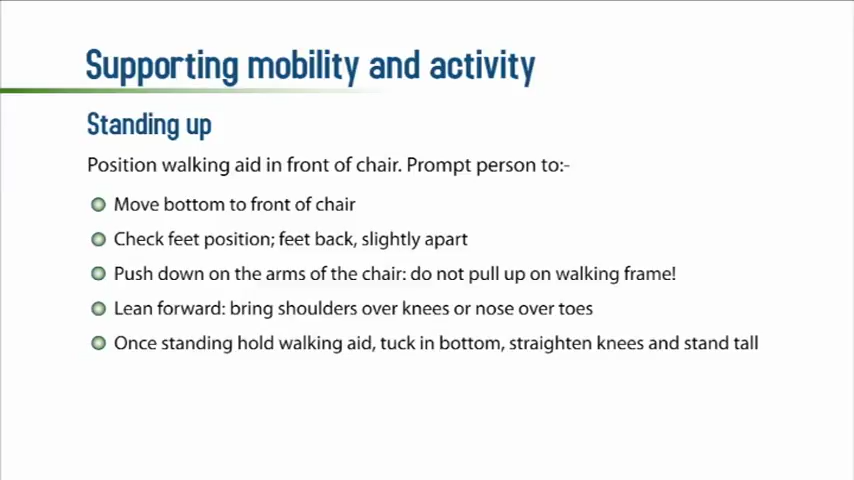 Supporting mobility and activity
Standing up
Position walking aid in front of chair. Prompt person to:-
Move bottom to front of chair
Check feet position; feet back, slightly apart
Push down on the arms of the chair: do not pull up on walking frame!
Lean forward: bring shoulders over knees or nose over toes
Once standing hold walking aid, tuck in bottom, straighten knees and stand tall